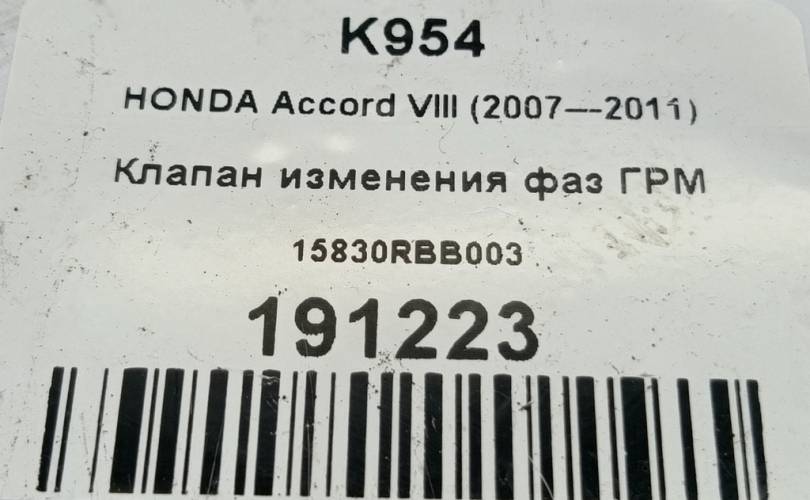 K954
HONDA Accord VIII (2007—-2011)
Клапан изменения фаз ГРМ
15830RBB003
191223